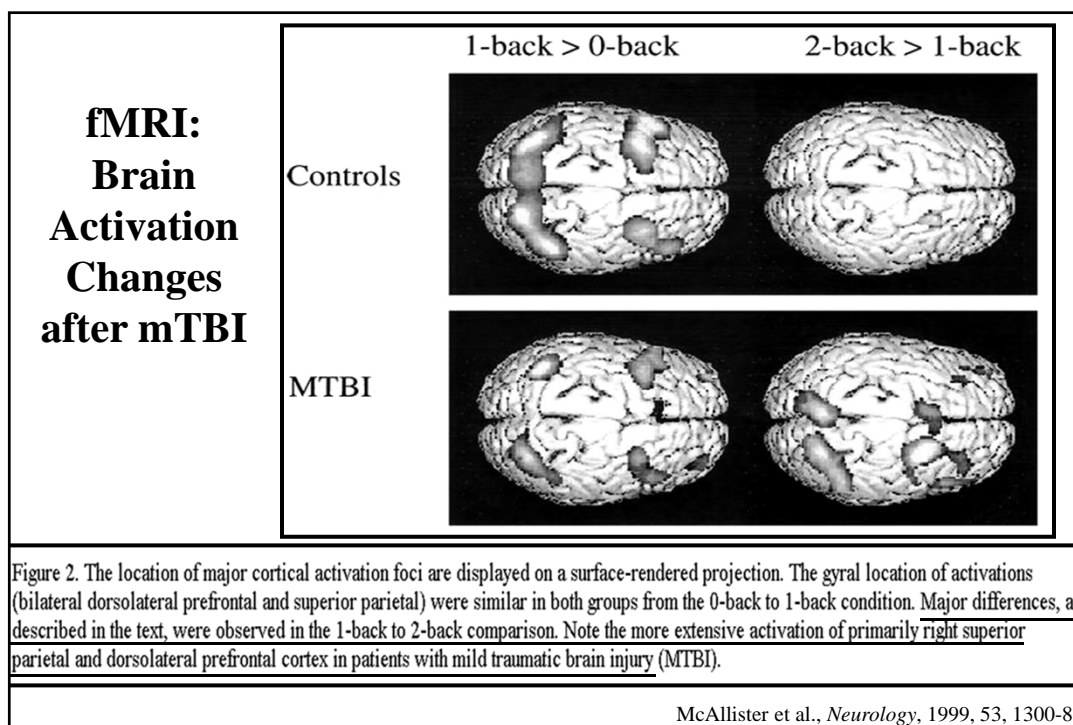 fMRI:
Brain
Activation
Changes
after mTBI
1-back > 0-back
2-back > 1-back
Controls
MTBI
Figure 2. The location of major cortical activation foci are displayed on a surface-rendered projection. The gyral location of activations
(bilateral dorsolateral prefrontal and superior parietal) were similar in both groups from the 0-back to 1-back condition. Major differences, a
described in the text, were observed in the 1-back to 2-back comparison. Note the more extensive activation of primarily right superior
parietal and dorsolateral prefrontal cortex in patients with mild traumatic brain injury (MTBI).
McAllister et al., Neurology, 1999, 53, 1300-8